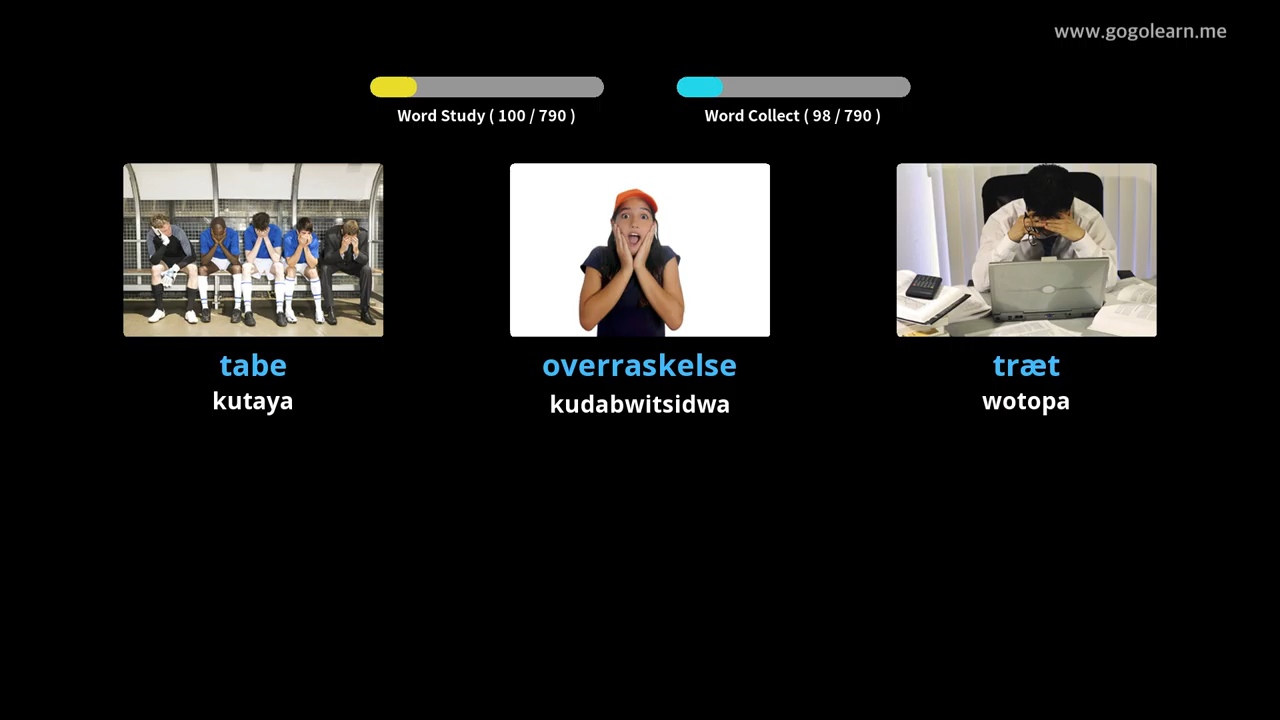 www.gogolearn.me
Word Study ( 100 / 790 )
Word Collect ( 98 / 790 )
tabe
kutaya
overraskelse
kudabwitsidwa
træt
wotopa